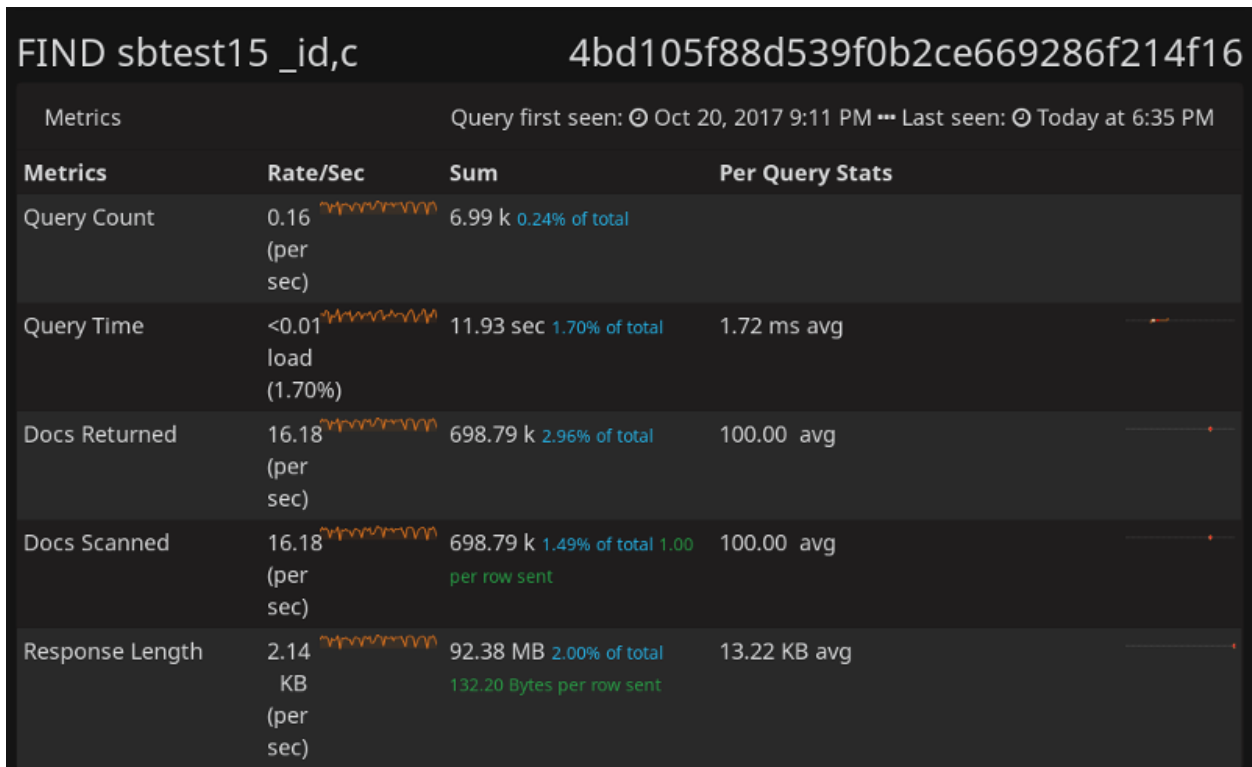 FIND sbtest15 _id,c 4bd105f88d539f0b2ce669286f214f16
Metrics Query first seen: Oct 20, 2017 9:11 PM ••• Last seen: Today at 6:35 PM
Metrics Rate/Sec Sum Per Query Stats
Query Count 0.16 (per sec) 6.99 k 0.24% of total
Query Time <0.01 load (1.70%) 11.93 sec 1.70% of total 1.72 ms avg
Docs Returned 16.18 (per sec) 698.79 k 2.96% of total 100.00 avg
Docs Scanned 16.18 (per sec) 698.79 k 1.49% of total 1.00 per row sent 100.00 avg
Response Length 2.14 KB (per sec) 92.38 MB 2.00% of total 132.20 Bytes per row sent 13.22 KB avg